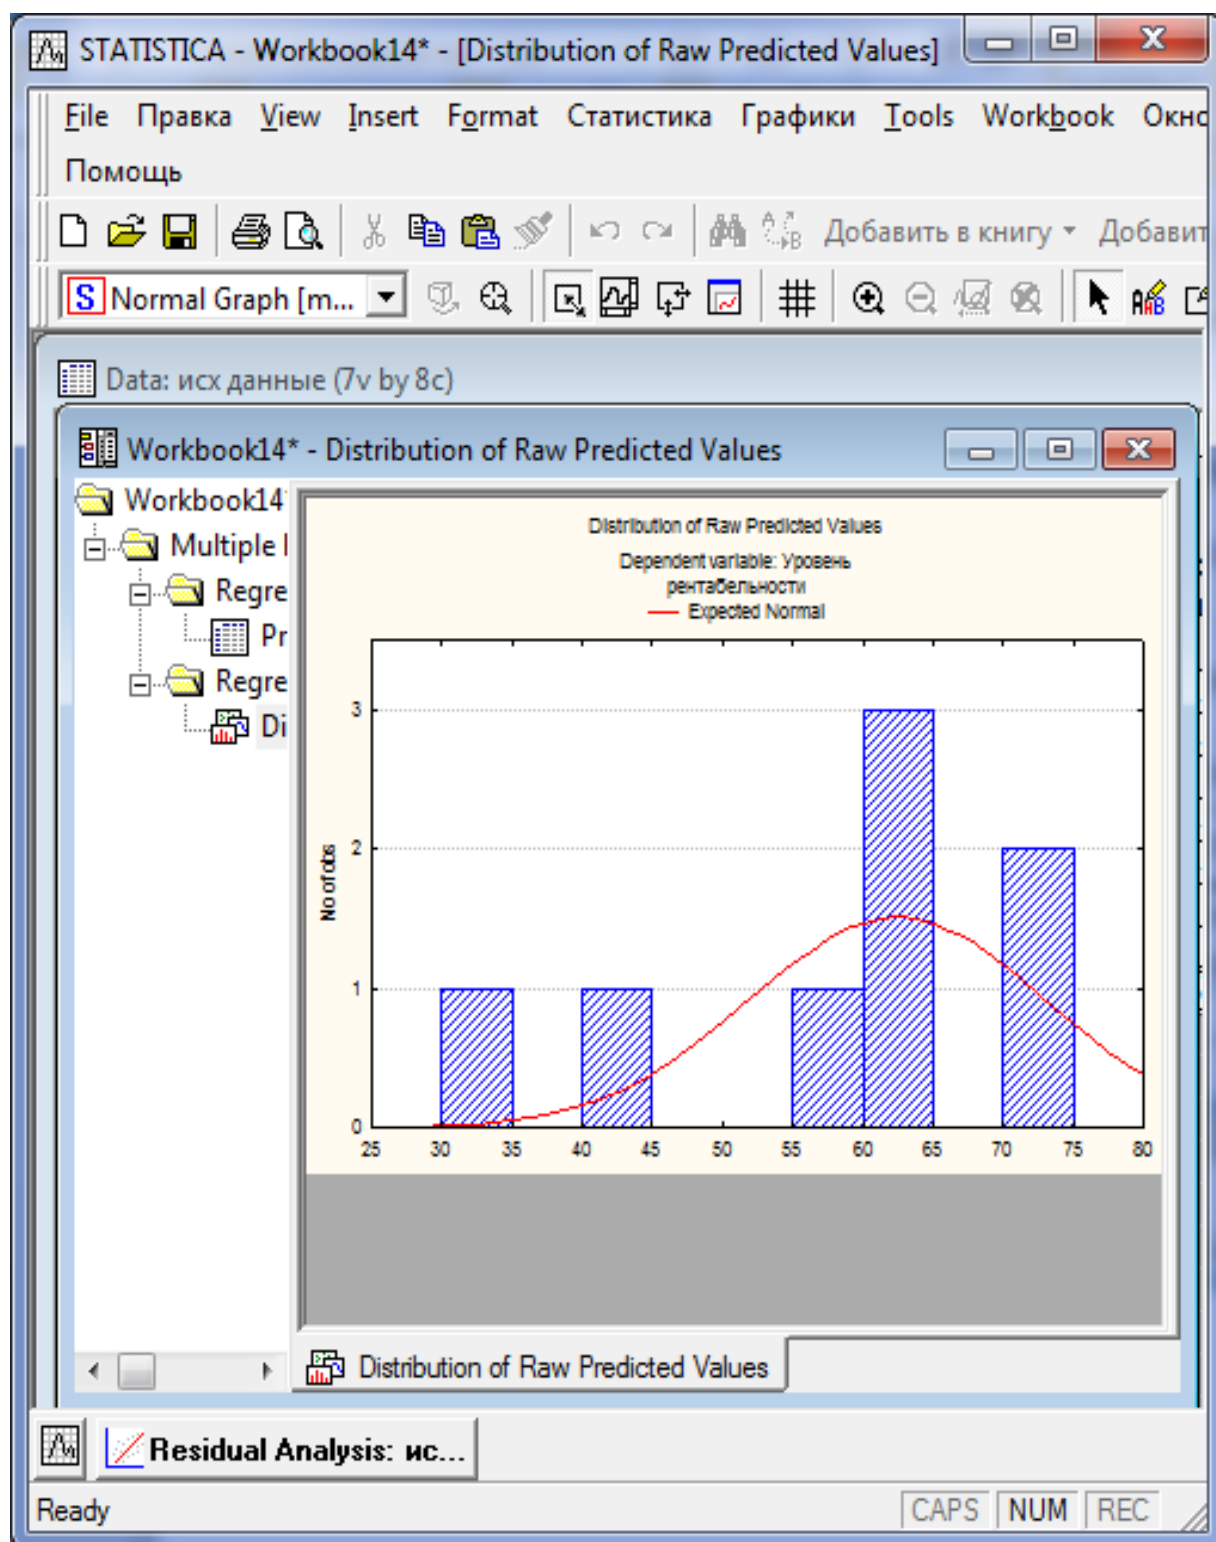 STATISTICA - Workbook14* - [Distribution of Raw Predicted Values]
File Правка View Insert Format Статистика Графики Tools Workbook Окно
Помощь
Добавить в книгу Добавит
S Normal Graph [m...
Data: исх данные (7v by 8c)
Workbook14* - Distribution of Raw Predicted Values
Workbook14
Multiple
Regre
Pr
Regre
Di
Distribution of Raw Predicted Values
Dependent variable: Уровень
рентабельности
Expected Normal
No of obs
3
2
1
0
25 30 35 40 45 50 55 60 65 70 75 80
Distribution of Raw Predicted Values
Residual Analysis: ис...
Ready CAPS NUM REC